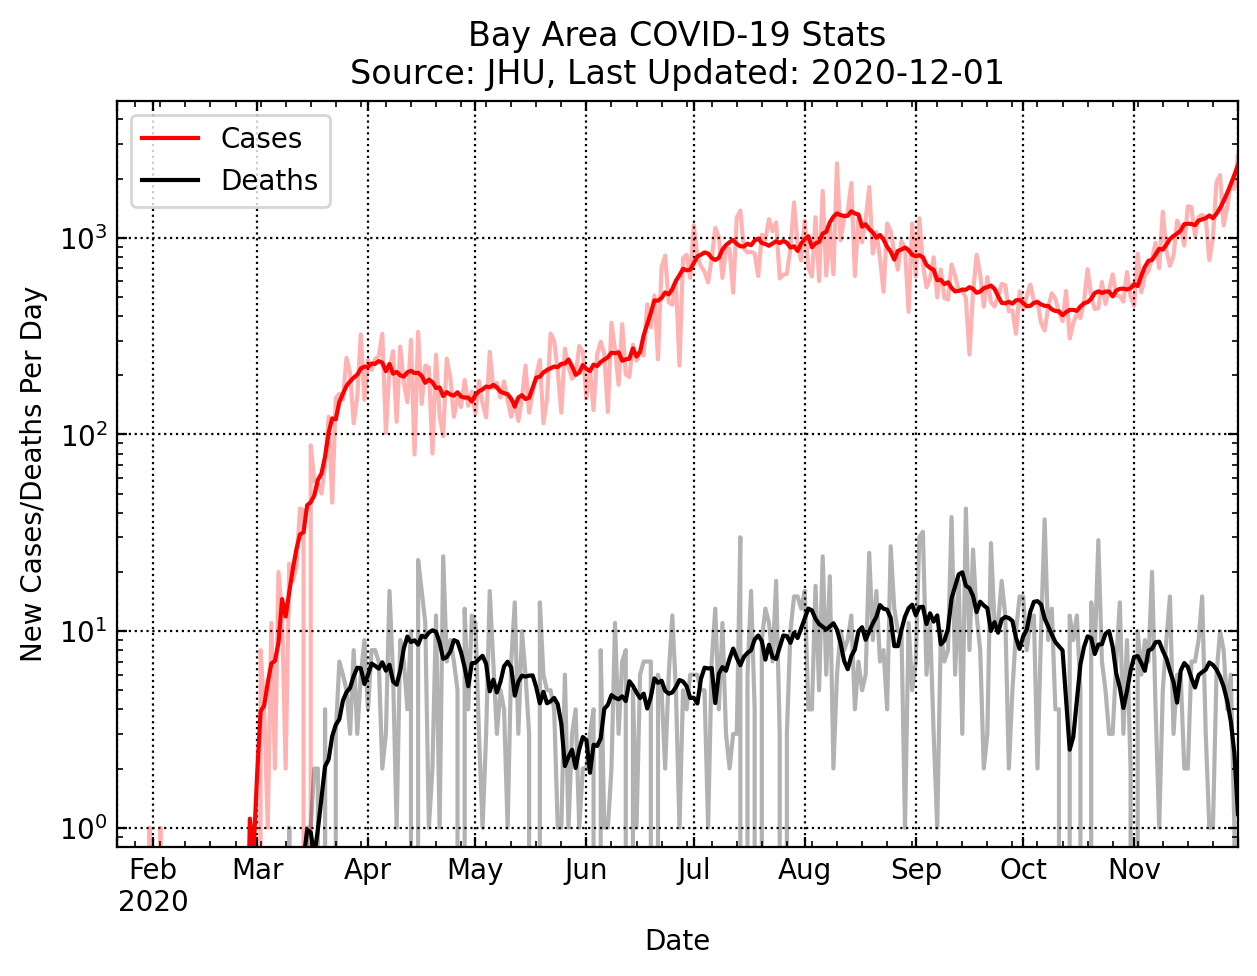 Bay Area COVID-19 Stats
Source: JHU, Last Updated: 2020-12-01
Cases
Deaths
New Cases/Deaths Per Day
10³
10²
10¹
10⁰
Feb Mar Apr May Jun Jul Aug Sep Oct Nov
2020
Date